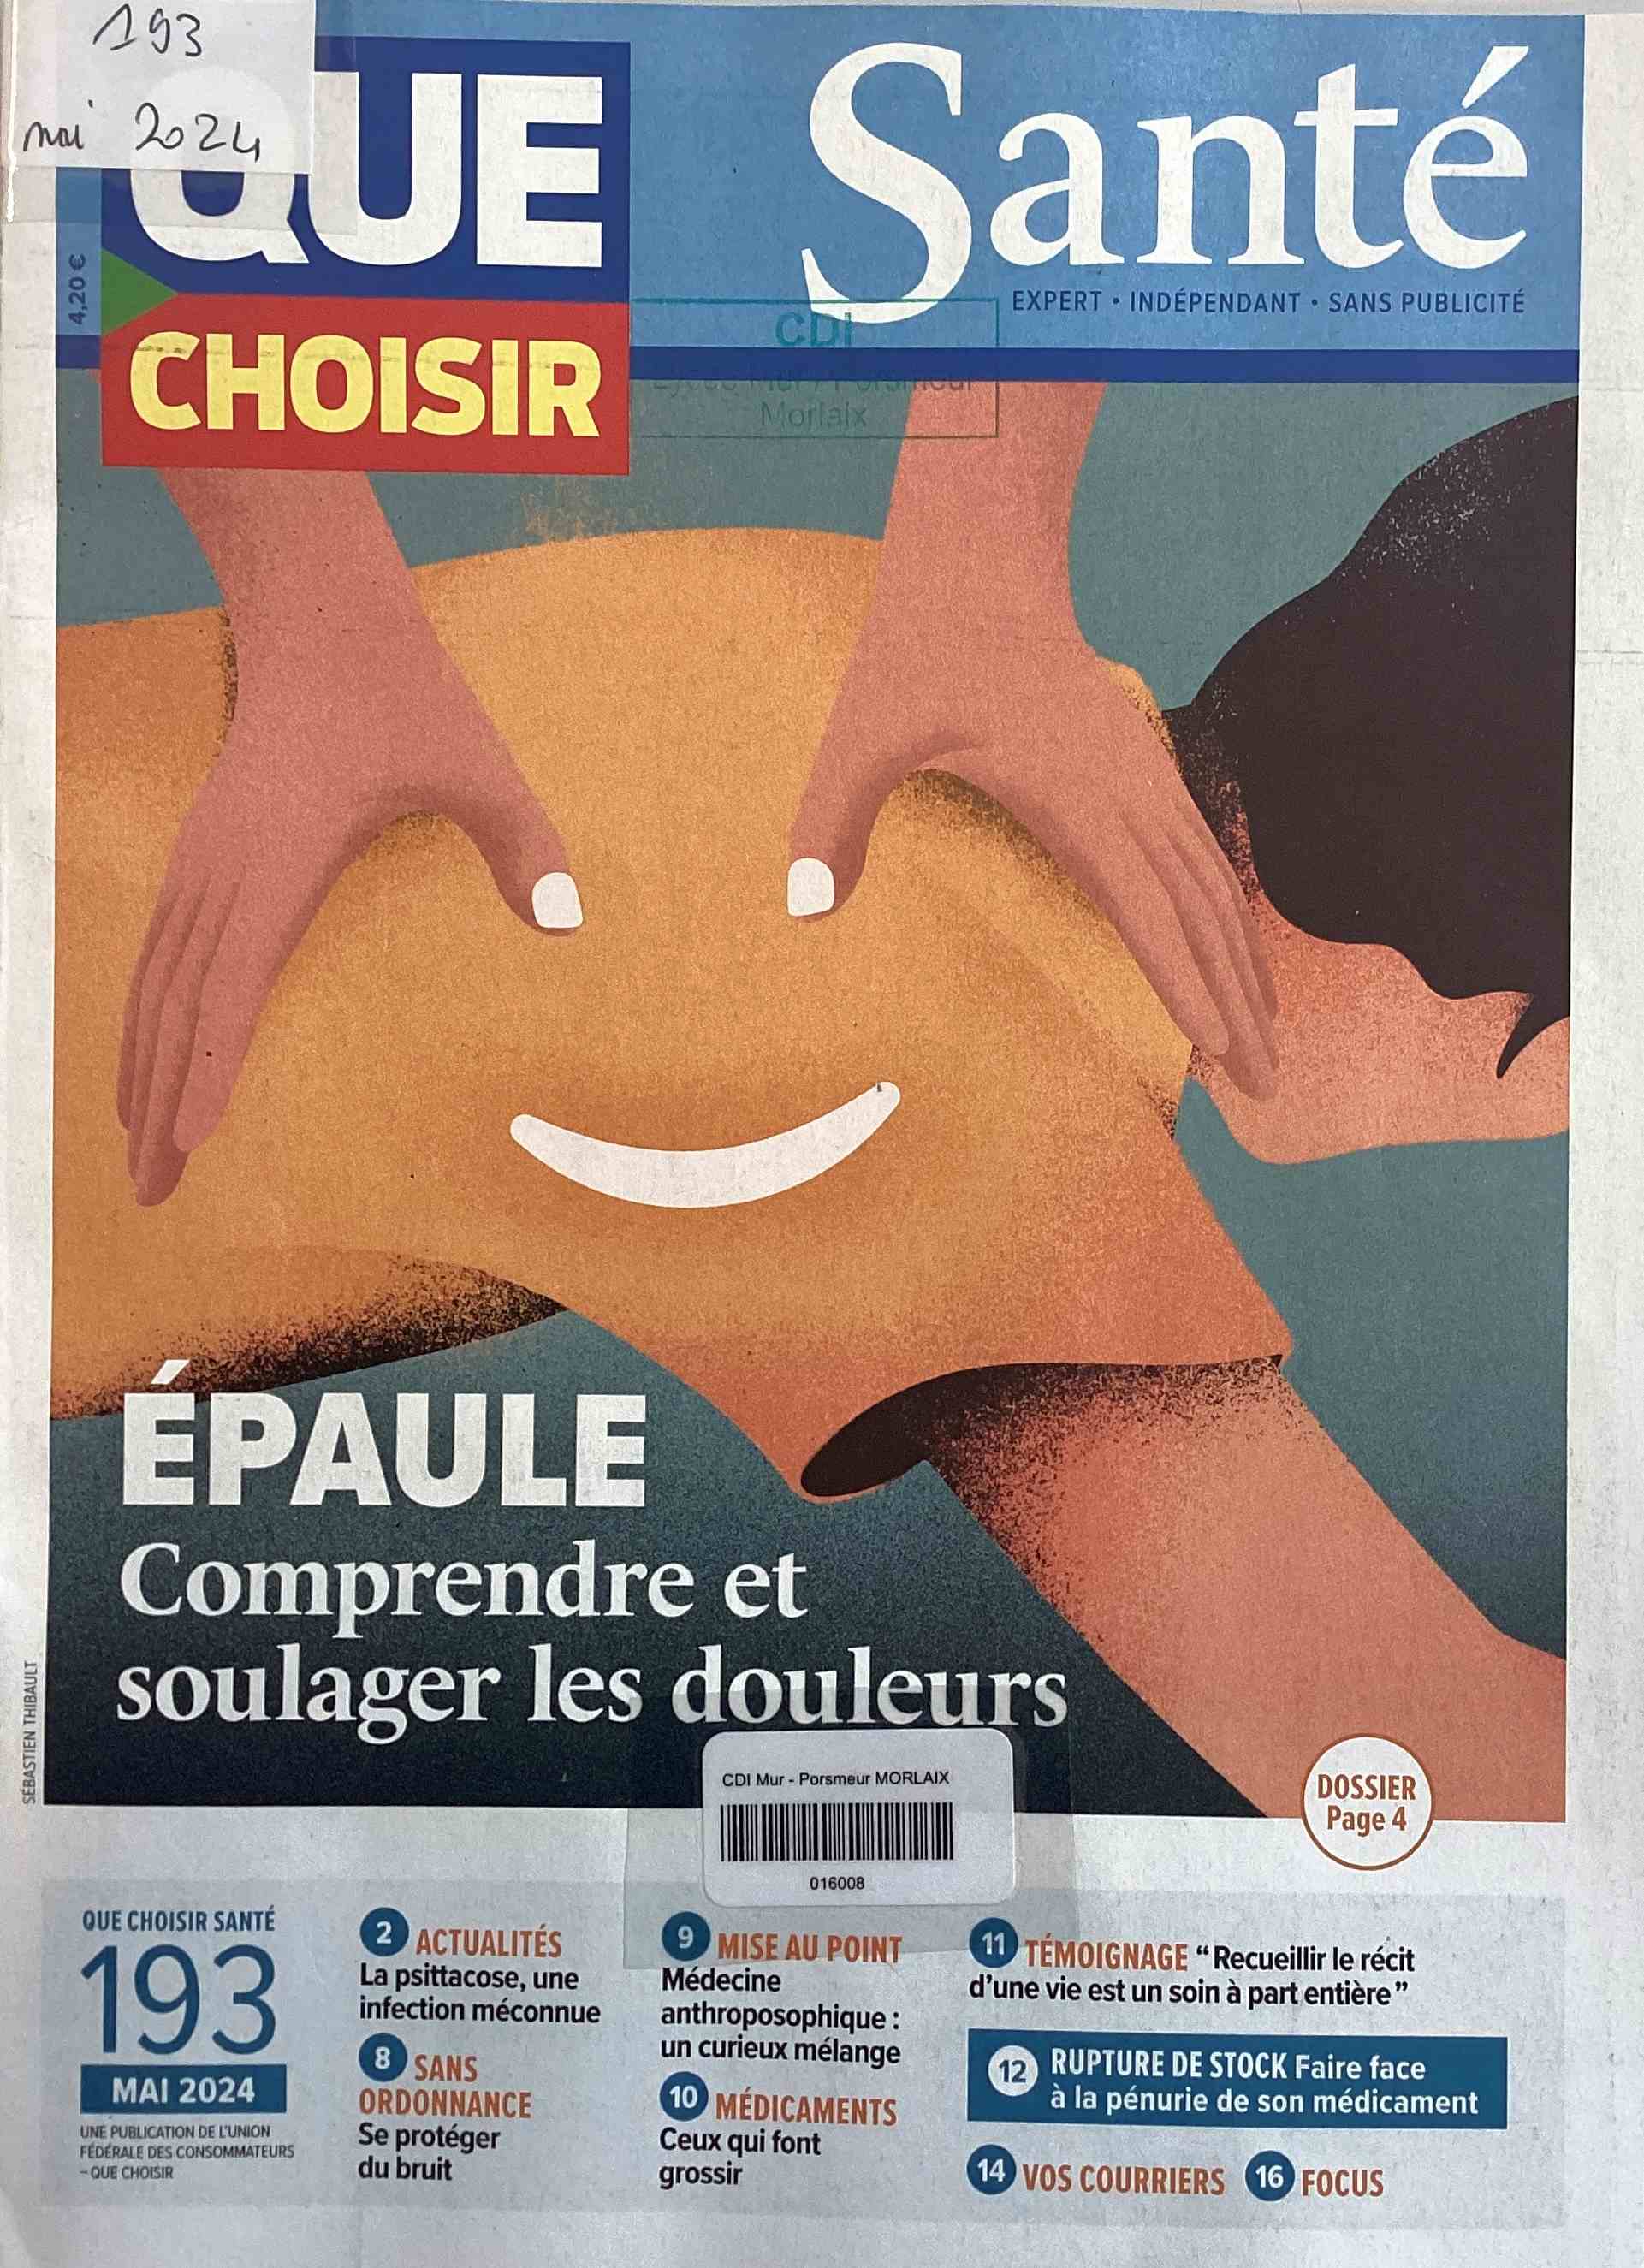 193
mai 2024
QUE
CHOISIR
4,20 €
Santé
EXPERT • INDÉPENDANT • SANS PUBLICITÉ
CDI
Morlaix
ÉPAULE
Comprendre et
soulager les douleurs
SÉBASTIEN THIBAULT
CDI Mur - Porsmeur MORLAIX
016008
DOSSIER
Page 4
QUE CHOISIR SANTÉ
193
MAI 2024
UNE PUBLICATION DE L'UNION
FÉDÉRALE DES CONSOMMATEURS
– QUE CHOISIR
2 ACTUALITÉS
La psittacose, une
infection méconnue
8 SANS
ORDONNANCE
Se protéger
du bruit
9 MISE AU POINT
Médecine
anthroposophique :
un curieux mélange
10 MÉDICAMENTS
Ceux qui font
grossir
11 TÉMOIGNAGE “Recueillir le récit
d'une vie est un soin à part entière”
12 RUPTURE DE STOCK Faire face
à la pénurie de son médicament
14 VOS COURRIERS 16 FOCUS